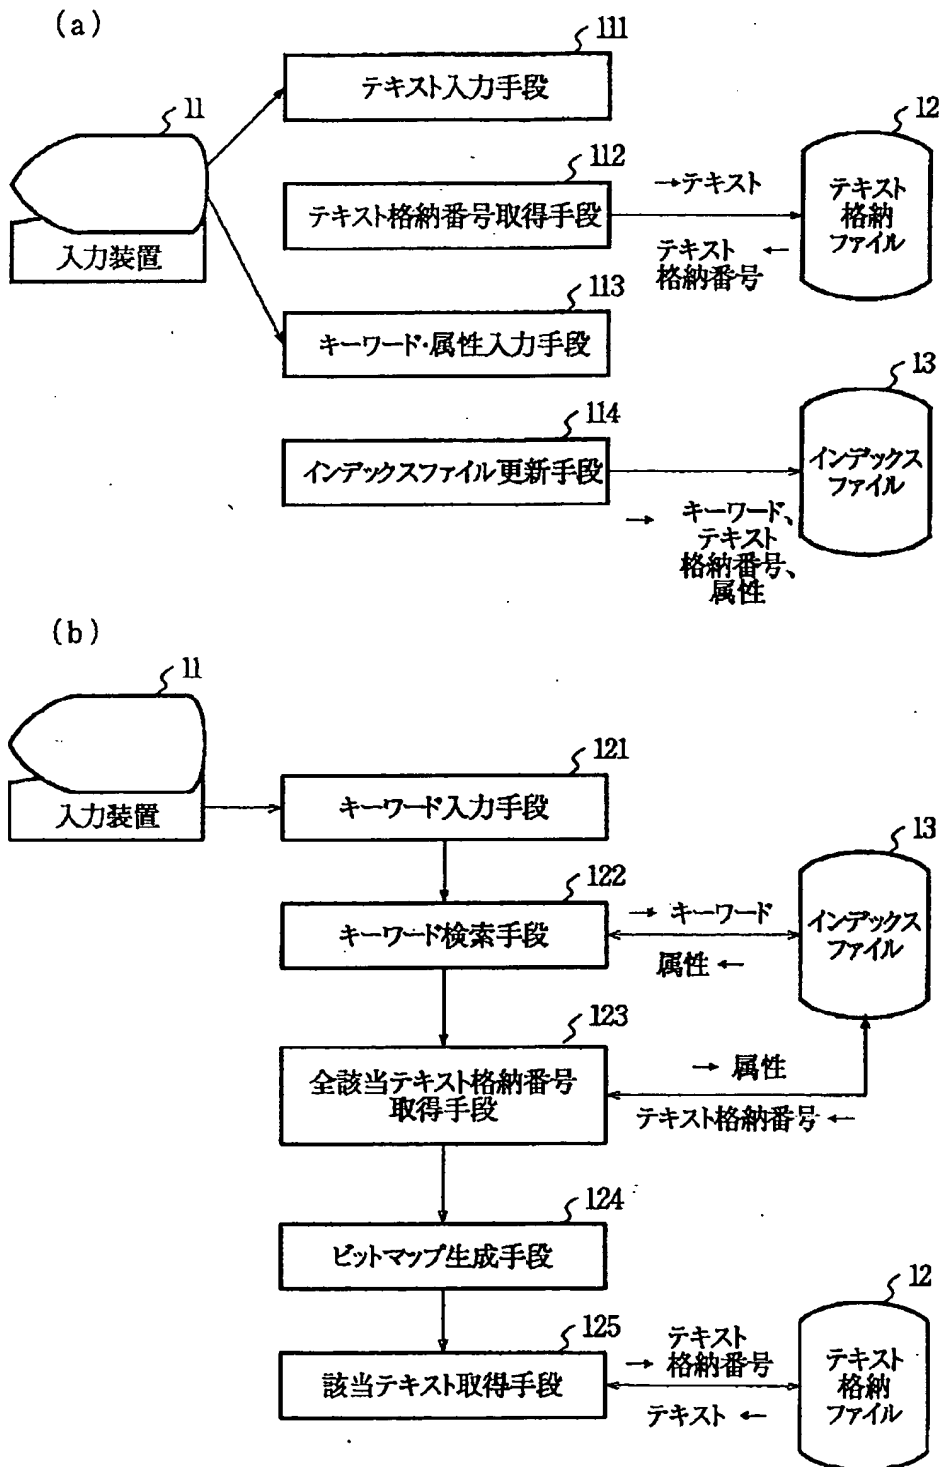 (a)
111
テキスト入力手段
11
入力装置
112
テキスト格納番号取得手段
→テキスト
テキスト ←
格納番号
12
テキスト
格納
ファイル
113
キーワード・属性入力手段
114
インデックスファイル更新手段
→ キーワード、
テキスト
格納番号、
属性
13
インデックス
ファイル
(b)
11
入力装置
121
キーワード入力手段
122
キーワード検索手段
→ キーワード
属性 ←
13
インデックス
ファイル
123
全該当テキスト格納番号
取得手段
→ 属性
テキスト格納番号 ←
124
ビットマップ生成手段
125
該当テキスト取得手段
テキスト
→ 格納番号
テキスト ←
12
テキスト
格納
ファイル